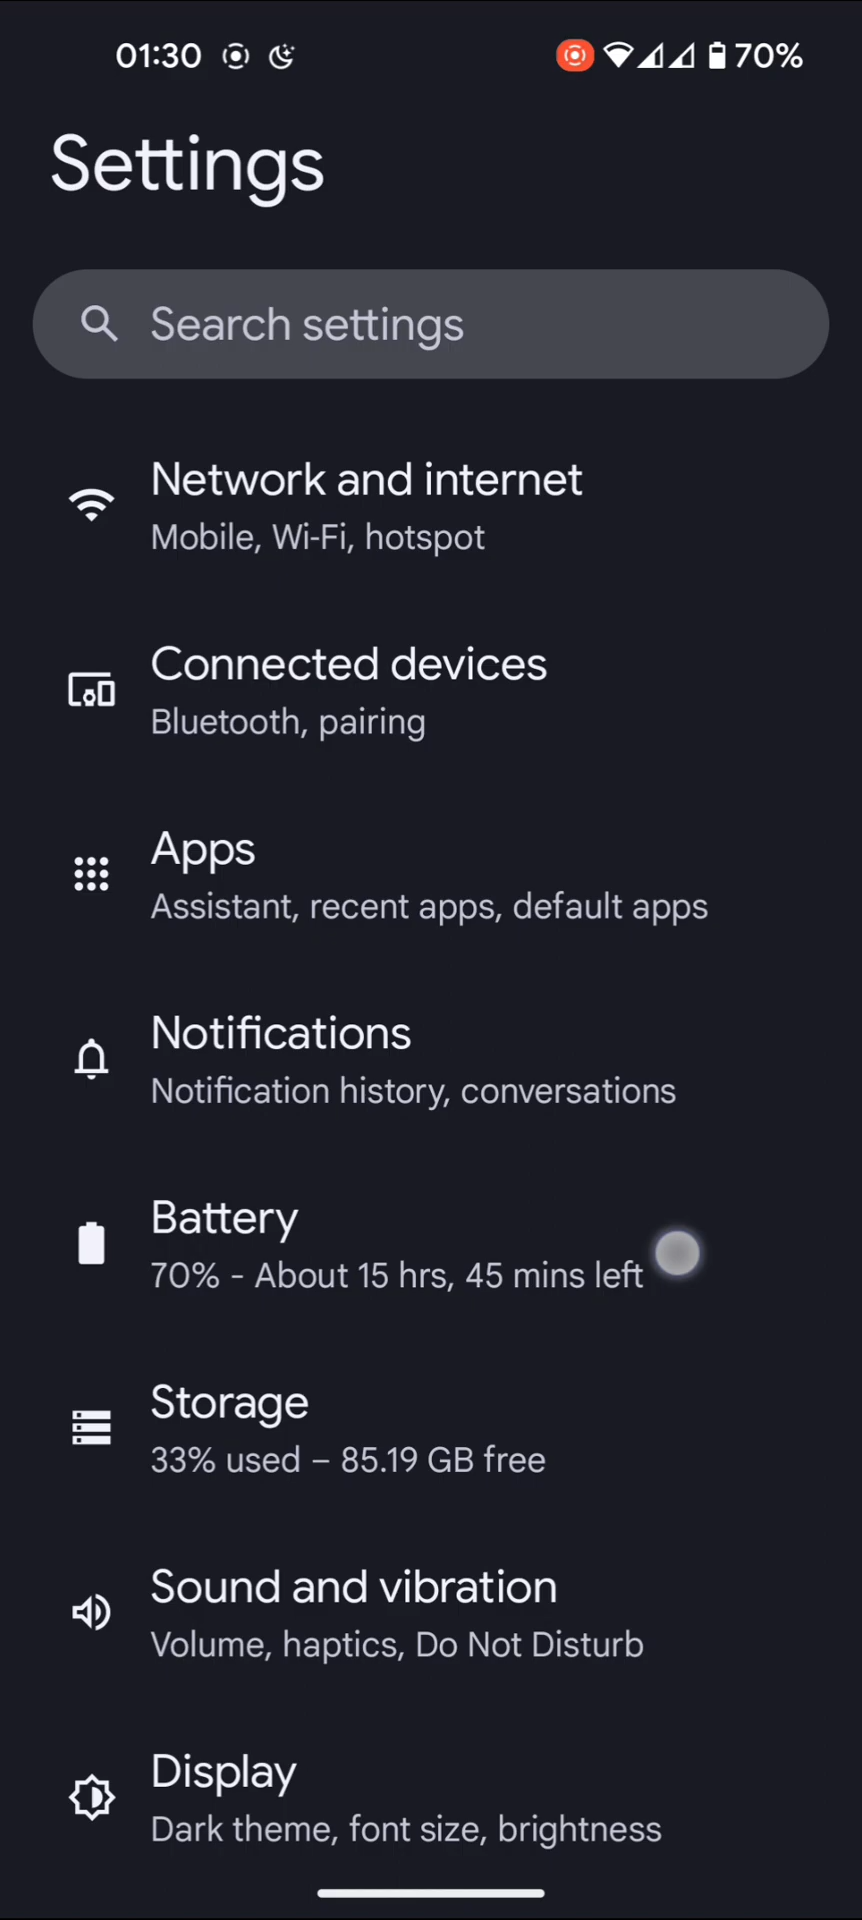 01:30 70%
Settings
Search settings
Network and internet
Mobile, Wi-Fi, hotspot
Connected devices
Bluetooth, pairing
Apps
Assistant, recent apps, default apps
Notifications
Notification history, conversations
Battery
70% - About 15 hrs, 45 mins left
Storage
33% used – 85.19 GB free
Sound and vibration
Volume, haptics, Do Not Disturb
Display
Dark theme, font size, brightness